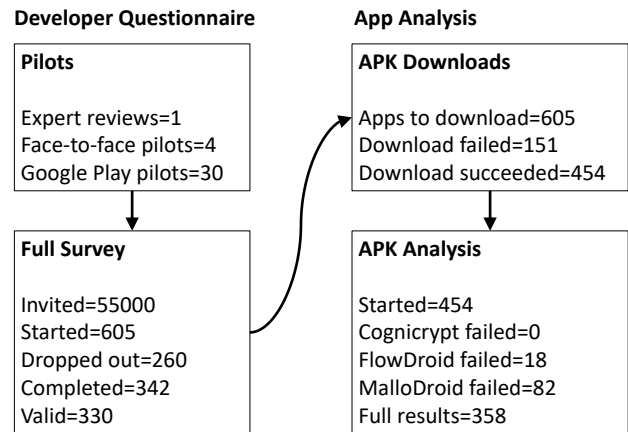 Developer Questionnaire
Pilots
Expert reviews=1
Face-to-face pilots=4
Google Play pilots=30
Full Survey
Invited=55000
Started=605
Dropped out=260
Completed=342
Valid=330
App Analysis
APK Downloads
Apps to download=605
Download failed=151
Download succeeded=454
APK Analysis
Started=454
Cognicrypt failed=0
FlowDroid failed=18
MalloDroid failed=82
Full results=358